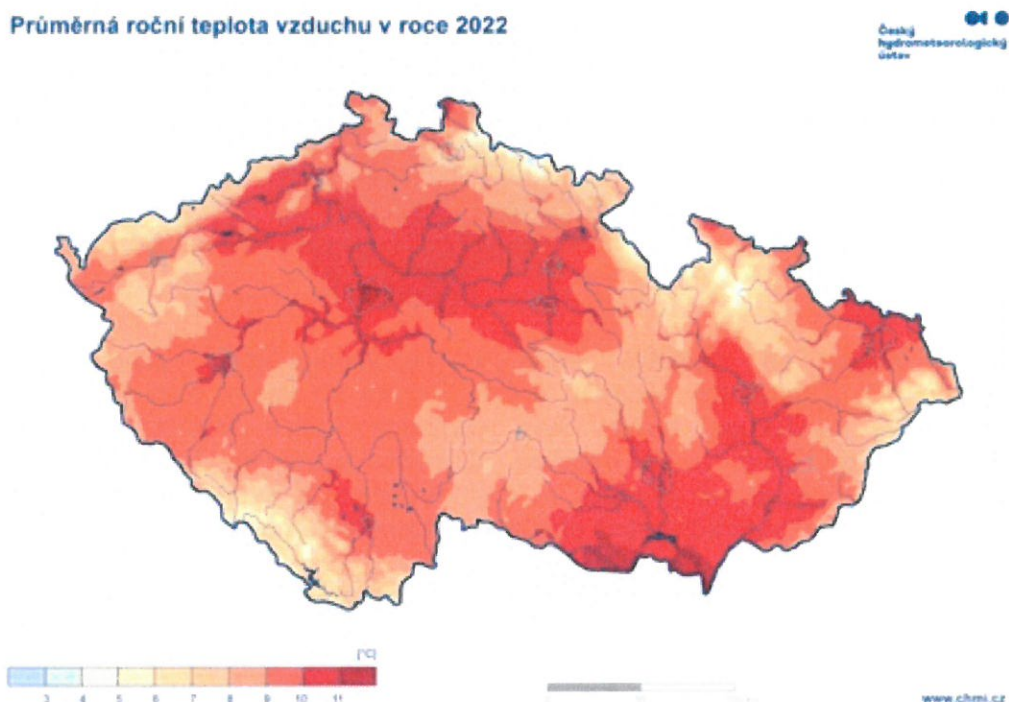 Průměrná roční teplota vzduchu v roce 2022
Český
hydrometeorologický
ústav
[°C]
3 4 5 6 7 8 9 10 11
www.chmi.cz